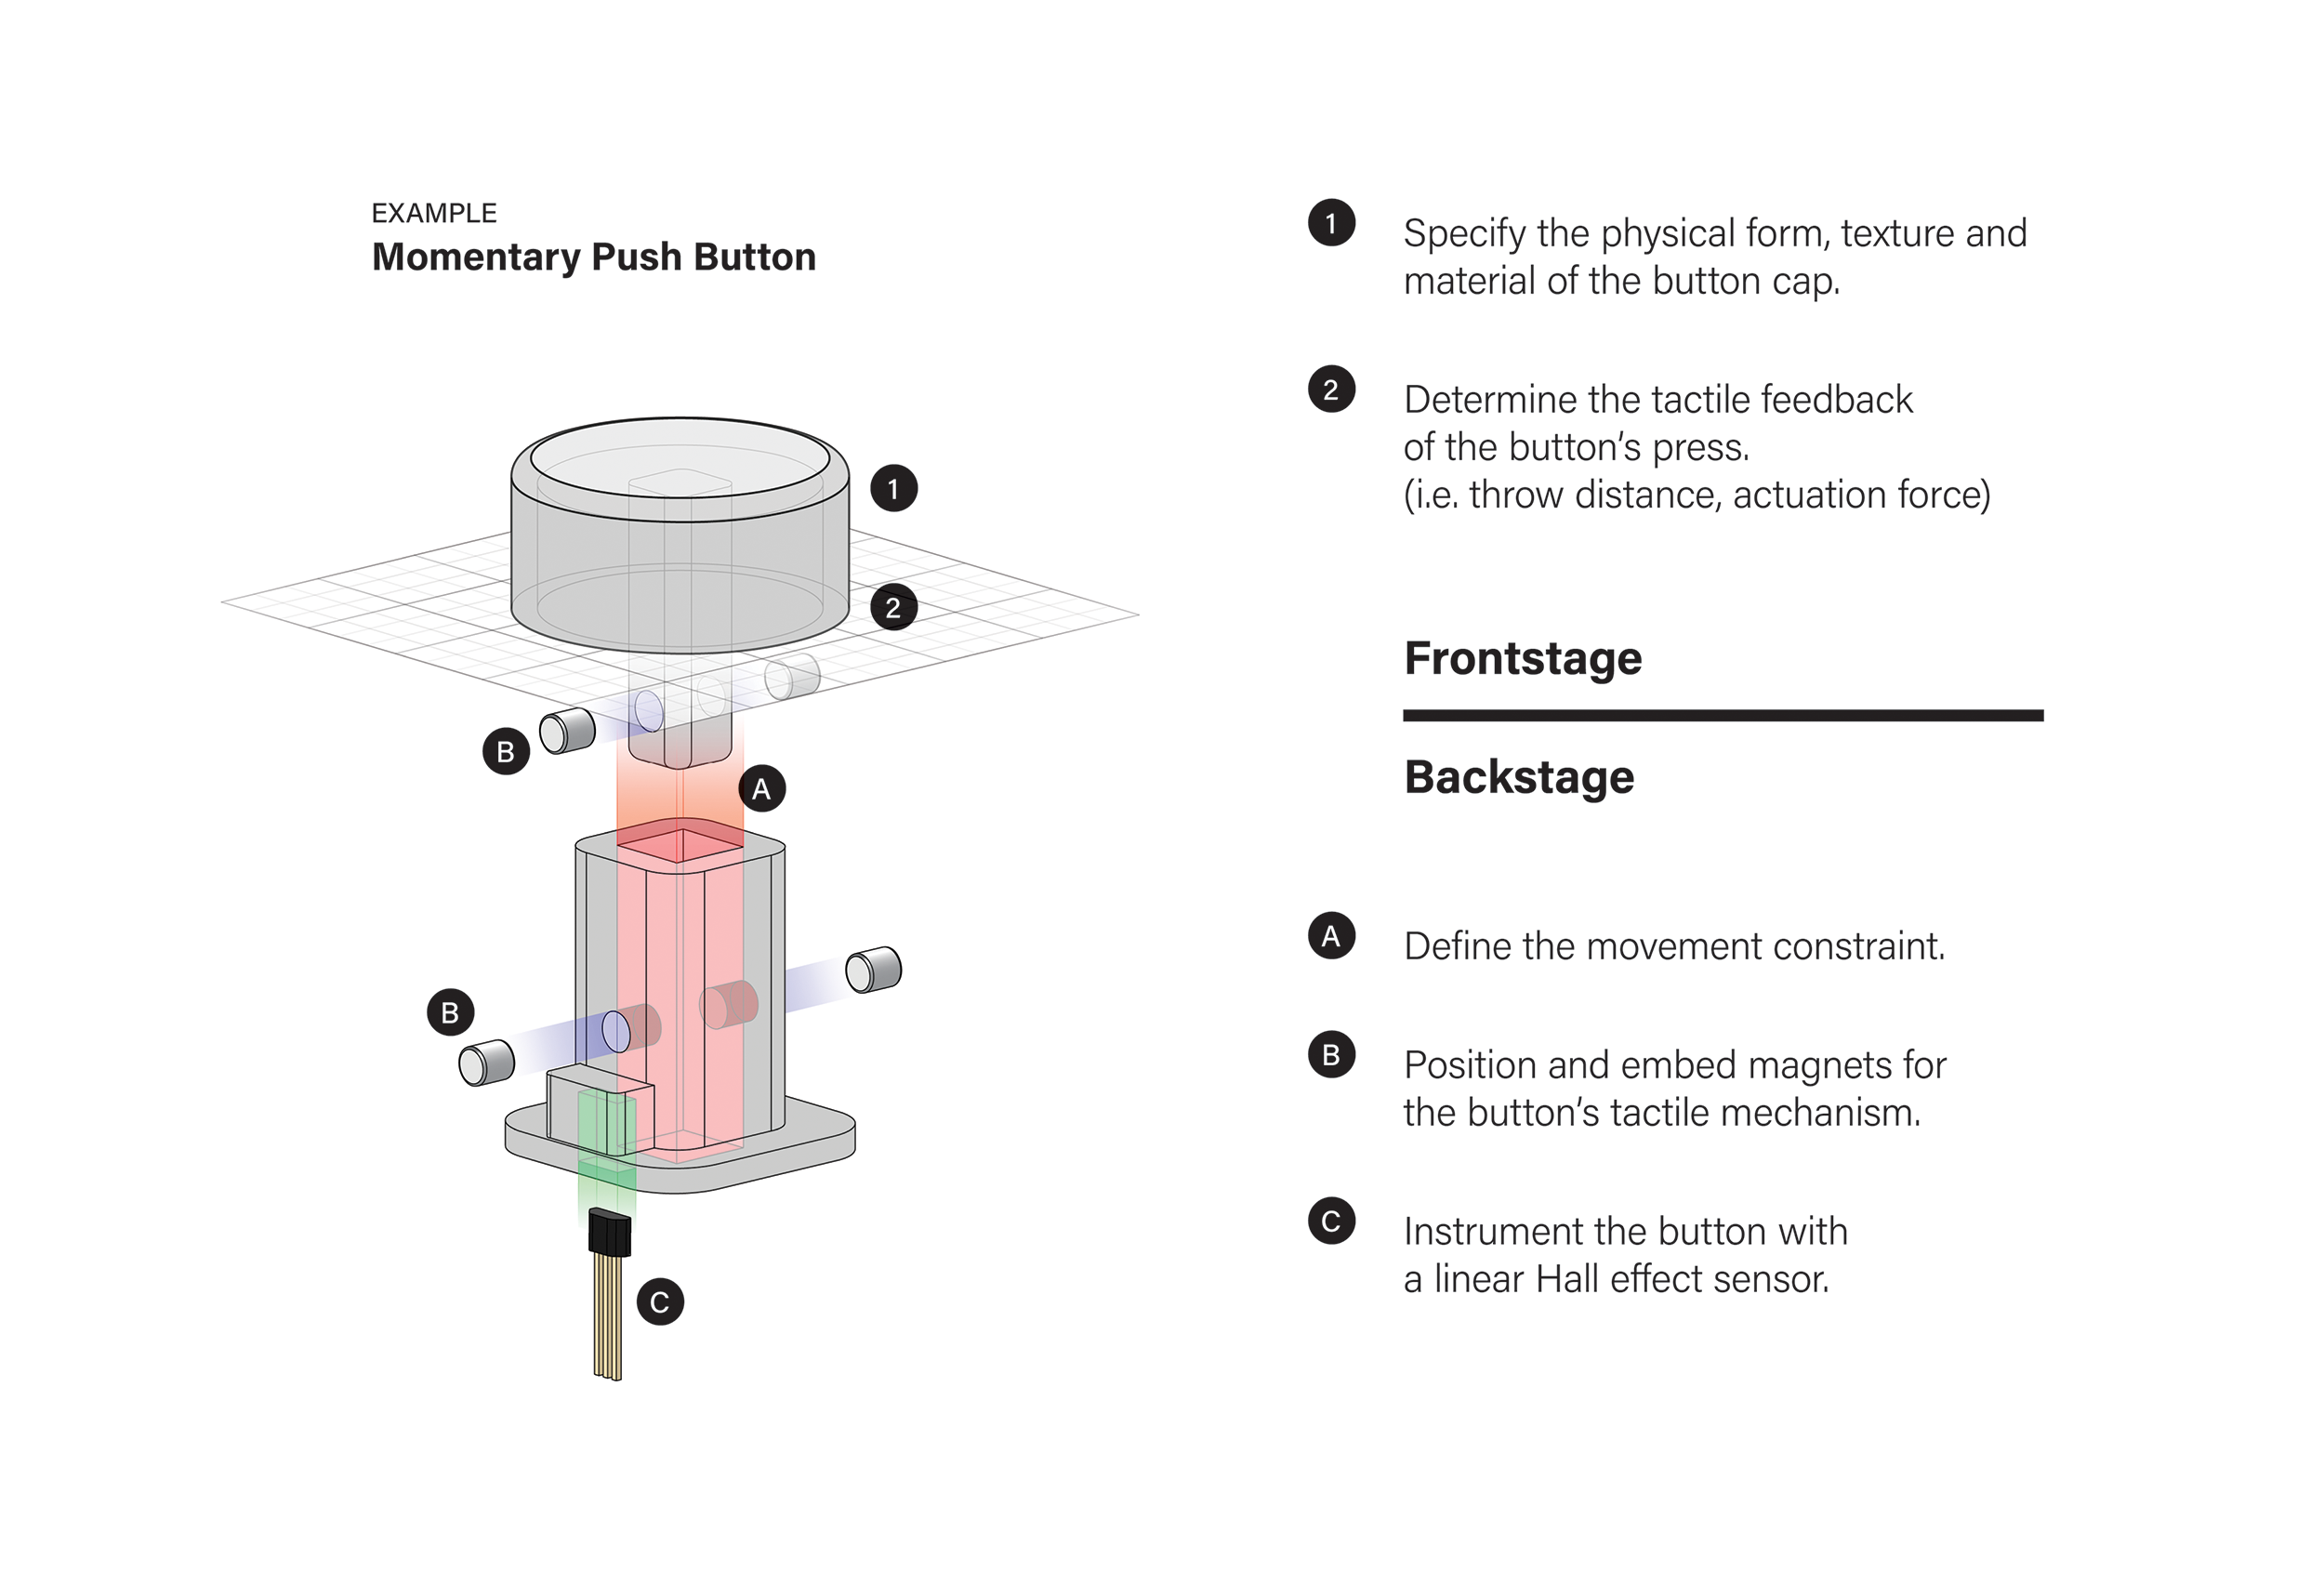 EXAMPLE
Momentary Push Button
1
2
B
A
B
C
1
Specify the physical form, texture and
material of the button cap.
2
Determine the tactile feedback
of the button's press.
(i.e. throw distance, actuation force)
Frontstage
Backstage
A
Define the movement constraint.
B
Position and embed magnets for
the button's tactile mechanism.
C
Instrument the button with
a linear Hall effect sensor.